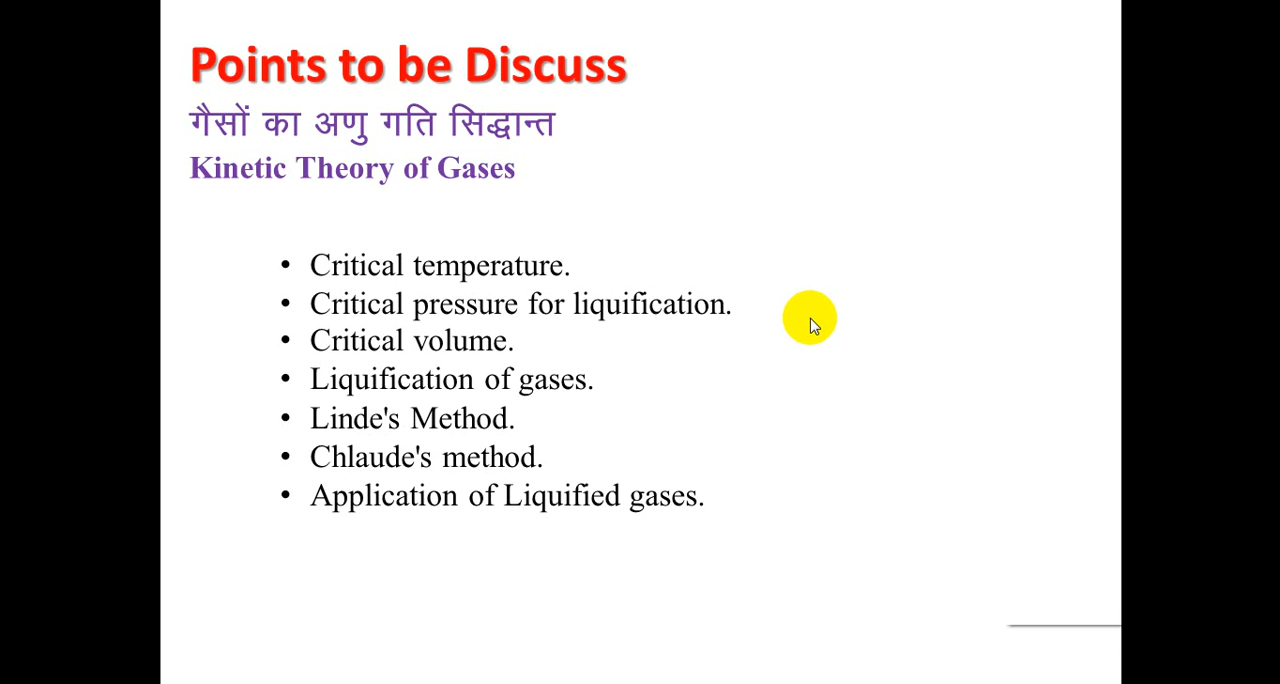 Points to be Discuss
गैसों का अणु गति सिद्धान्त
Kinetic Theory of Gases
• Critical temperature.
• Critical pressure for liquification.
• Critical volume.
• Liquification of gases.
• Linde's Method.
• Chlaude's method.
• Application of Liquified gases.